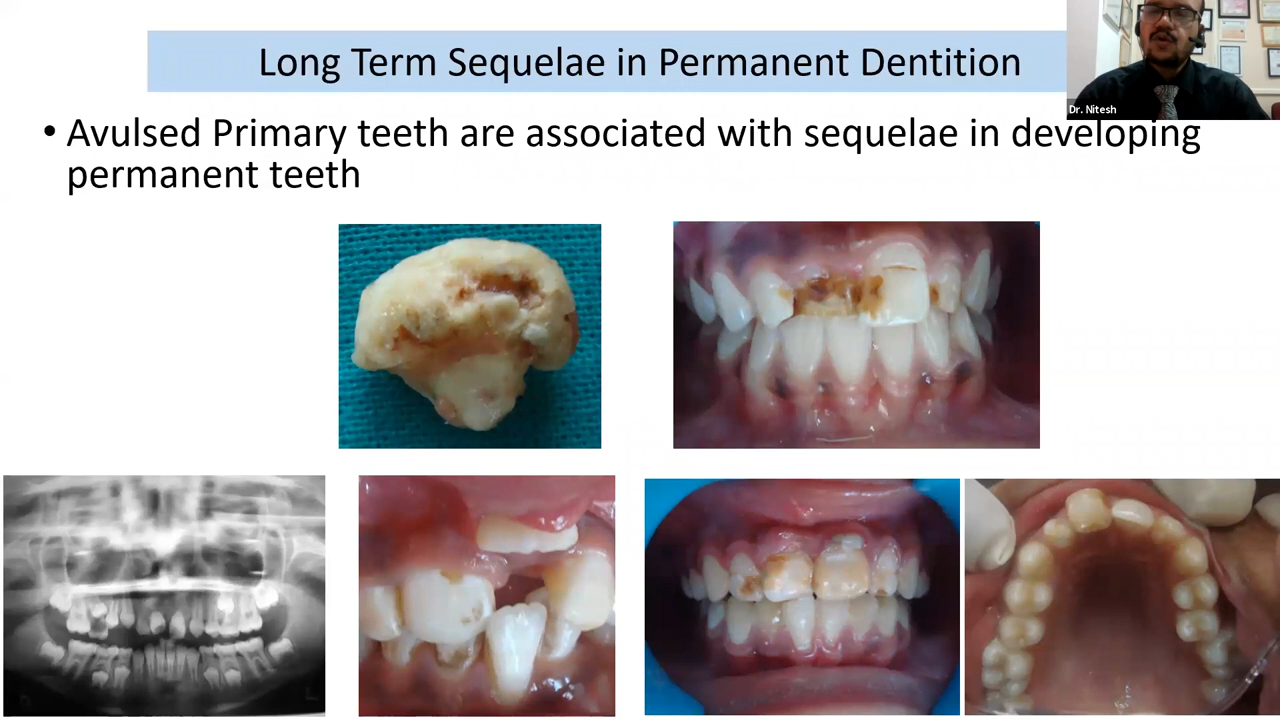 Long Term Sequelae in Permanent Dentition
Dr. Nitesh
• Avulsed Primary teeth are associated with sequelae in developing
permanent teeth